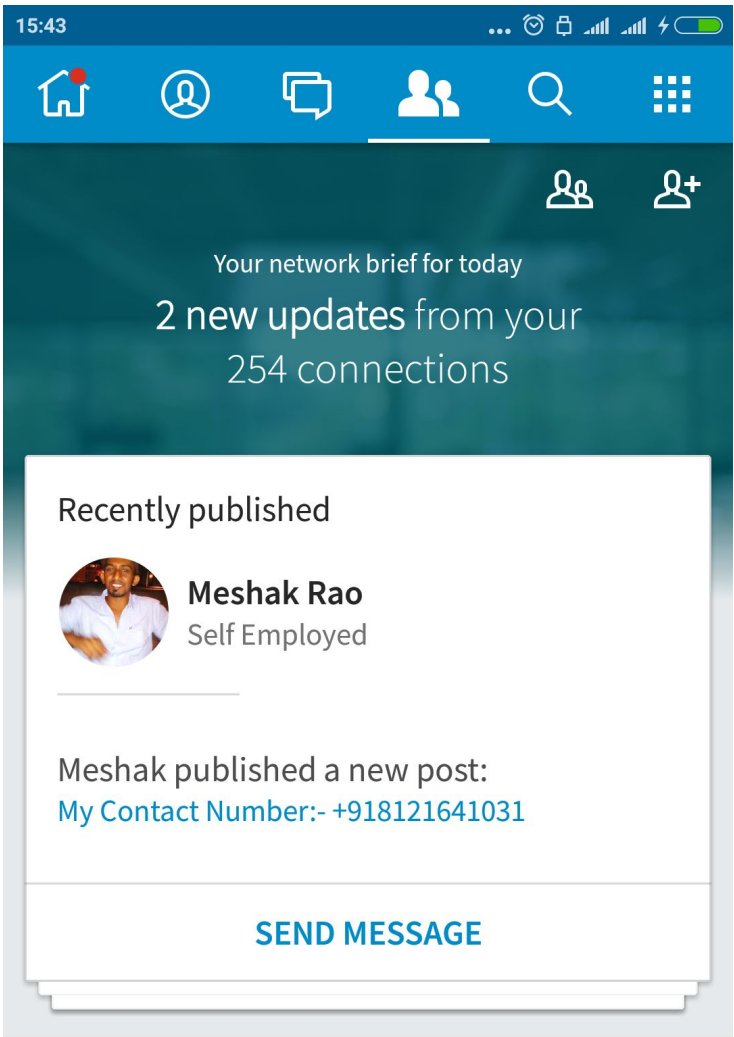 15:43
Your network brief for today
2 new updates from your
254 connections
Recently published
Meshak Rao
Self Employed
Meshak published a new post:
My Contact Number:- +918121641031
SEND MESSAGE